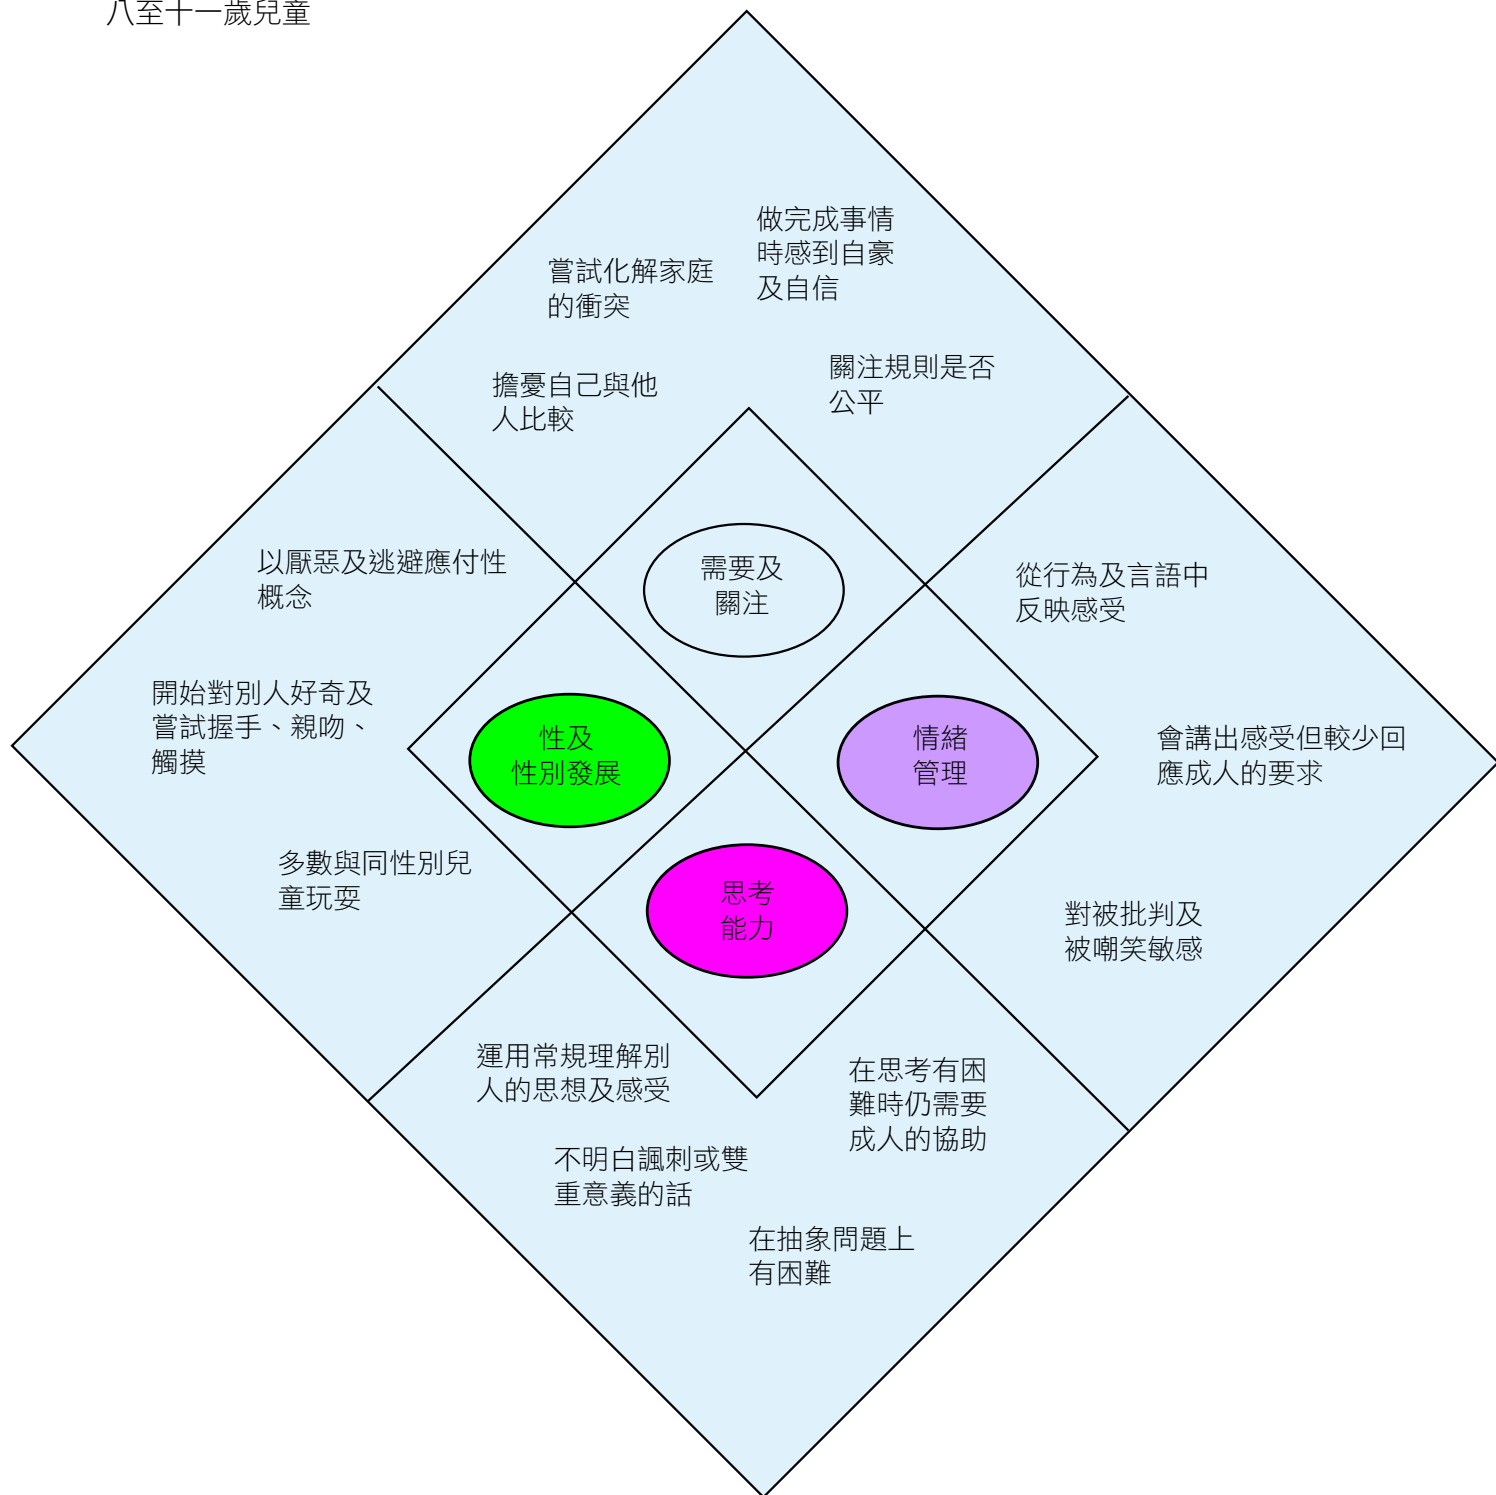 八至十一歲兒童
做完成事情
時感到自豪
及自信
嘗試化解家庭
的衝突
關注規則是否
公平
擔憂自己與他
人比較
需要及
關注
以厭惡及逃避應付性
概念
從行為及言語中
反映感受
開始對別人好奇及
嘗試握手、親吻、
觸摸
性及
性別發展
情緒
管理
會講出感受但較少回
應成人的要求
多數與同性別兒
童玩耍
思考
能力
對被批判及
被嘲笑敏感
運用常規理解別
人的思想及感受
在思考有困
難時仍需要
成人的協助
不明白諷刺或雙
重意義的話
在抽象問題上
有困難